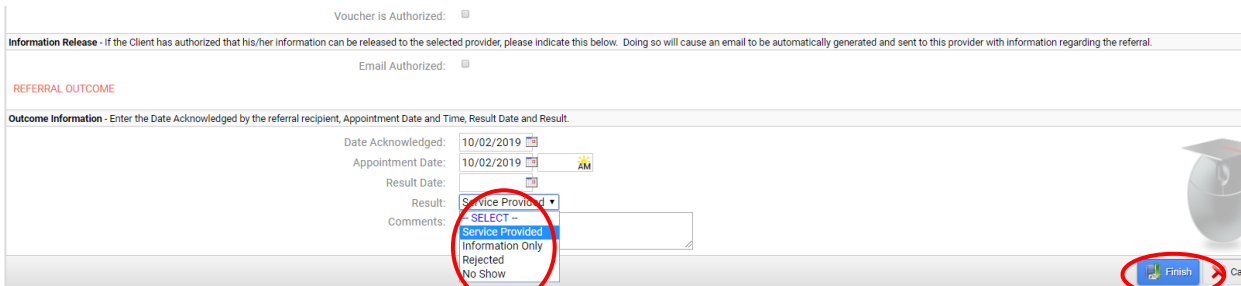 Voucher is Authorized:
Information Release - If the Client has authorized that his/her information can be released to the selected provider, please indicate this below. Doing so will cause an email to be automatically generated and sent to this provider with information regarding the referral.
Email Authorized:
REFERRAL OUTCOME
Outcome Information - Enter the Date Acknowledged by the referral recipient, Appointment Date and Time, Result Date and Result.
Date Acknowledged: 10/02/2019
Appointment Date: 10/02/2019 AM
Result Date:
Result: Service Provided
Comments: -- SELECT --
Service Provided
Information Only
Rejected
No Show
Finish Ca